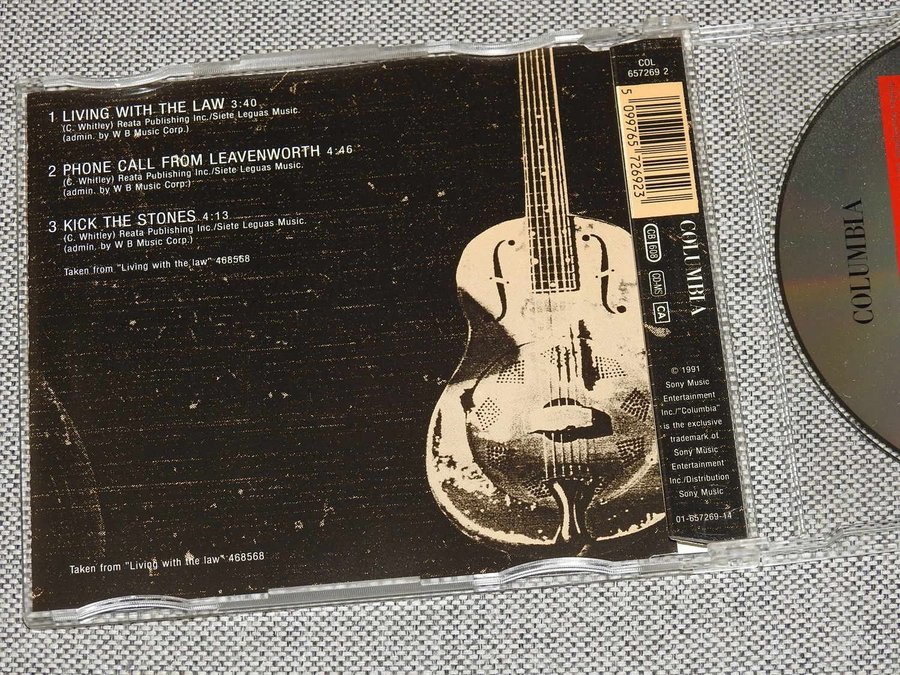 1 LIVING WITH THE LAW 3:40
(C. Whitley) Reata Publishing Inc./Siete Leguas Music.
(admin. by W B Music Corp.)
2 PHONE CALL FROM LEAVENWORTH 4:46
(C. Whitley) Reata Publishing Inc./Siete Leguas Music.
(admin. by W B Music Corp.)
3 KICK THE STONES 4:13
(C. Whitley) Reata Publishing Inc./Siete Leguas Music.
(admin. by W B Music Corp.)
Taken from "Living with the law" 468568
Taken from "Living with the law" 468568
COL
657269 2
5 099765 726923
COLUMBIA
CB 608
CA
© 1991
Sony Music
Entertainment
Inc./"Columbia"
is the exclusive
trademark of
Sony Music
Entertainment
Inc./Distribution
Sony Music
01-657269-14
COLUMBIA